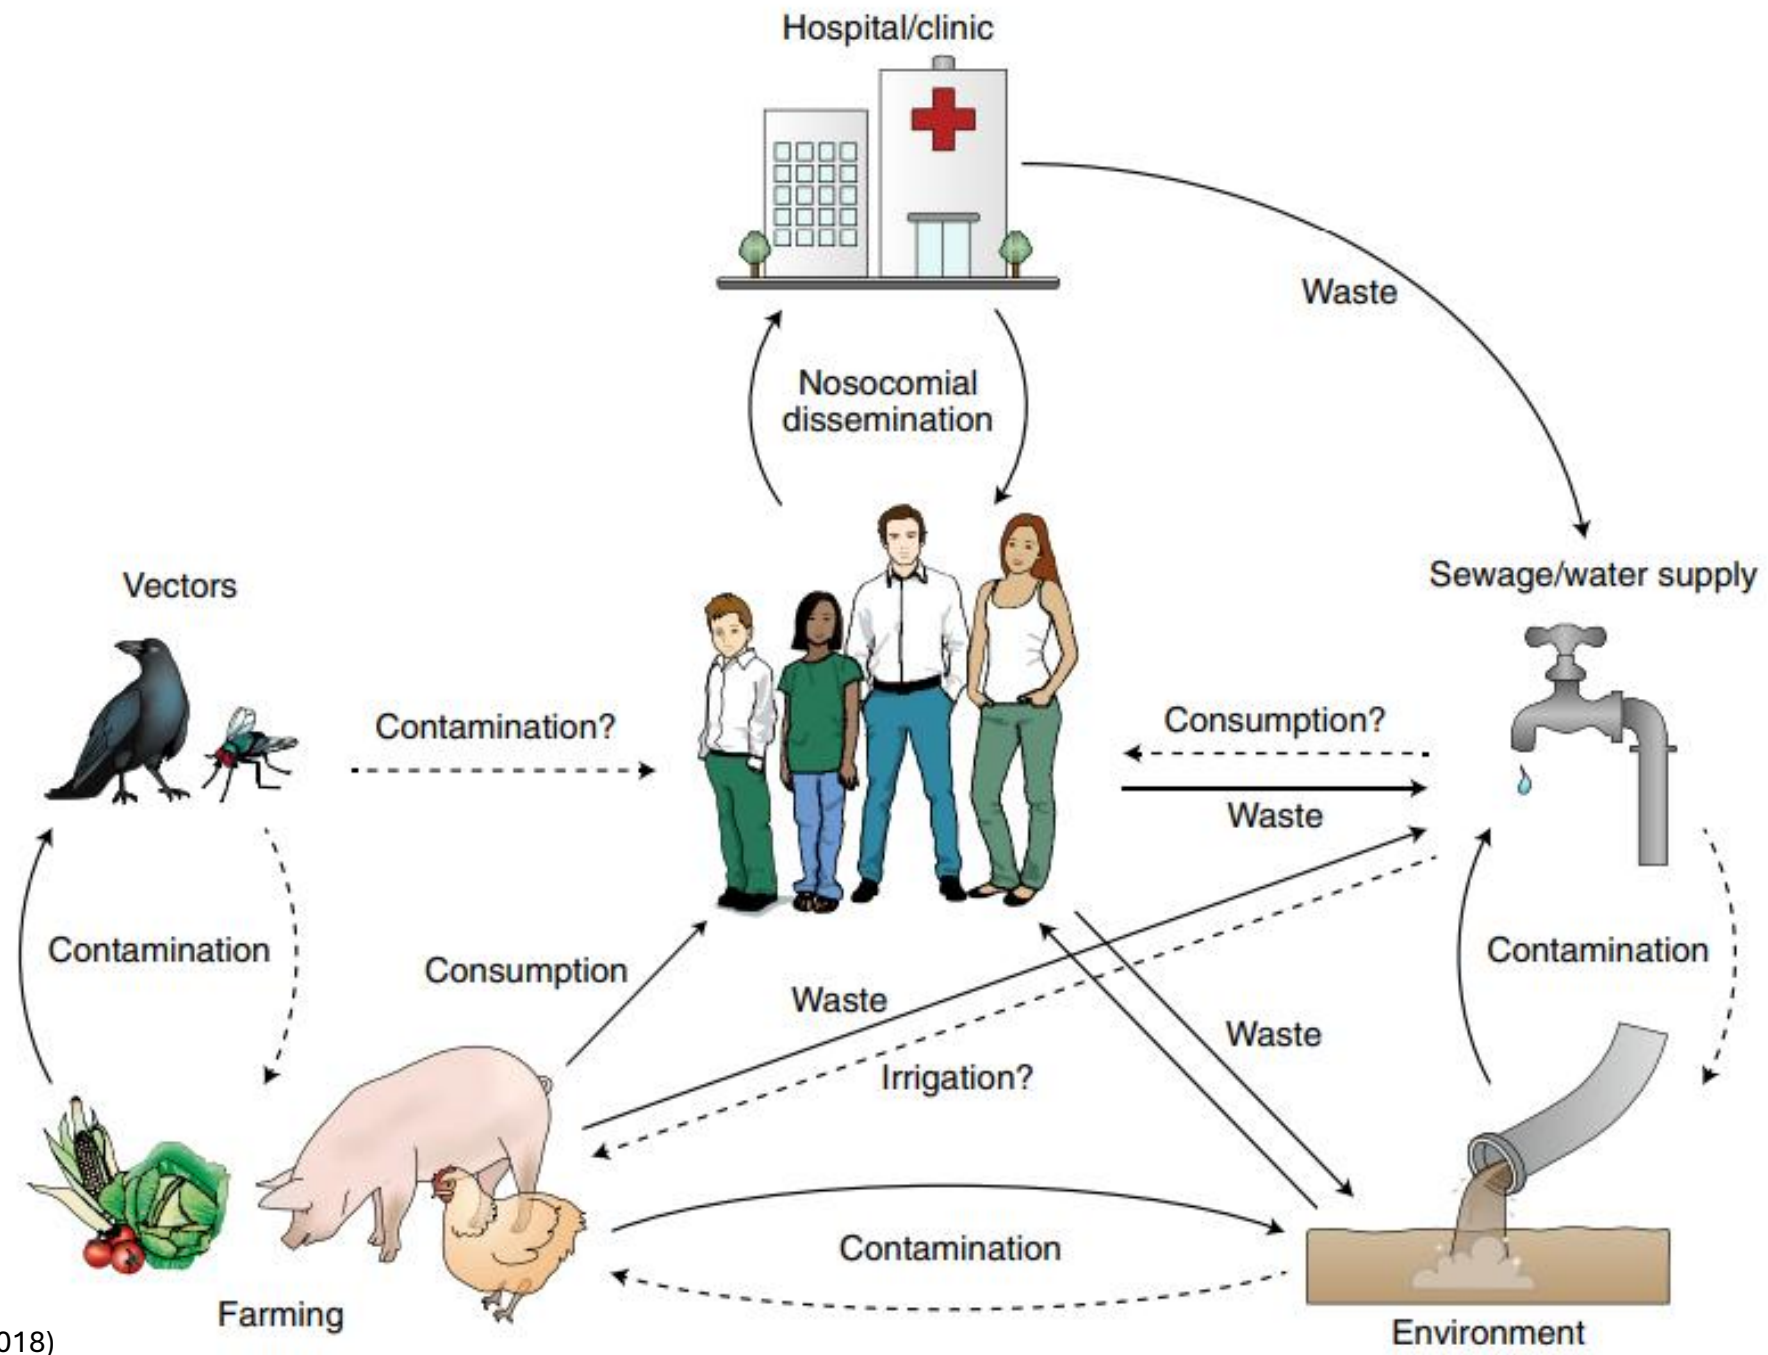 Hospital/clinic
Waste
Nosocomial
dissemination
Vectors
Sewage/water supply
Contamination?
Consumption?
Waste
Contamination
Consumption
Waste
Contamination
Waste
Irrigation?
Contamination
Farming
Environment
018)